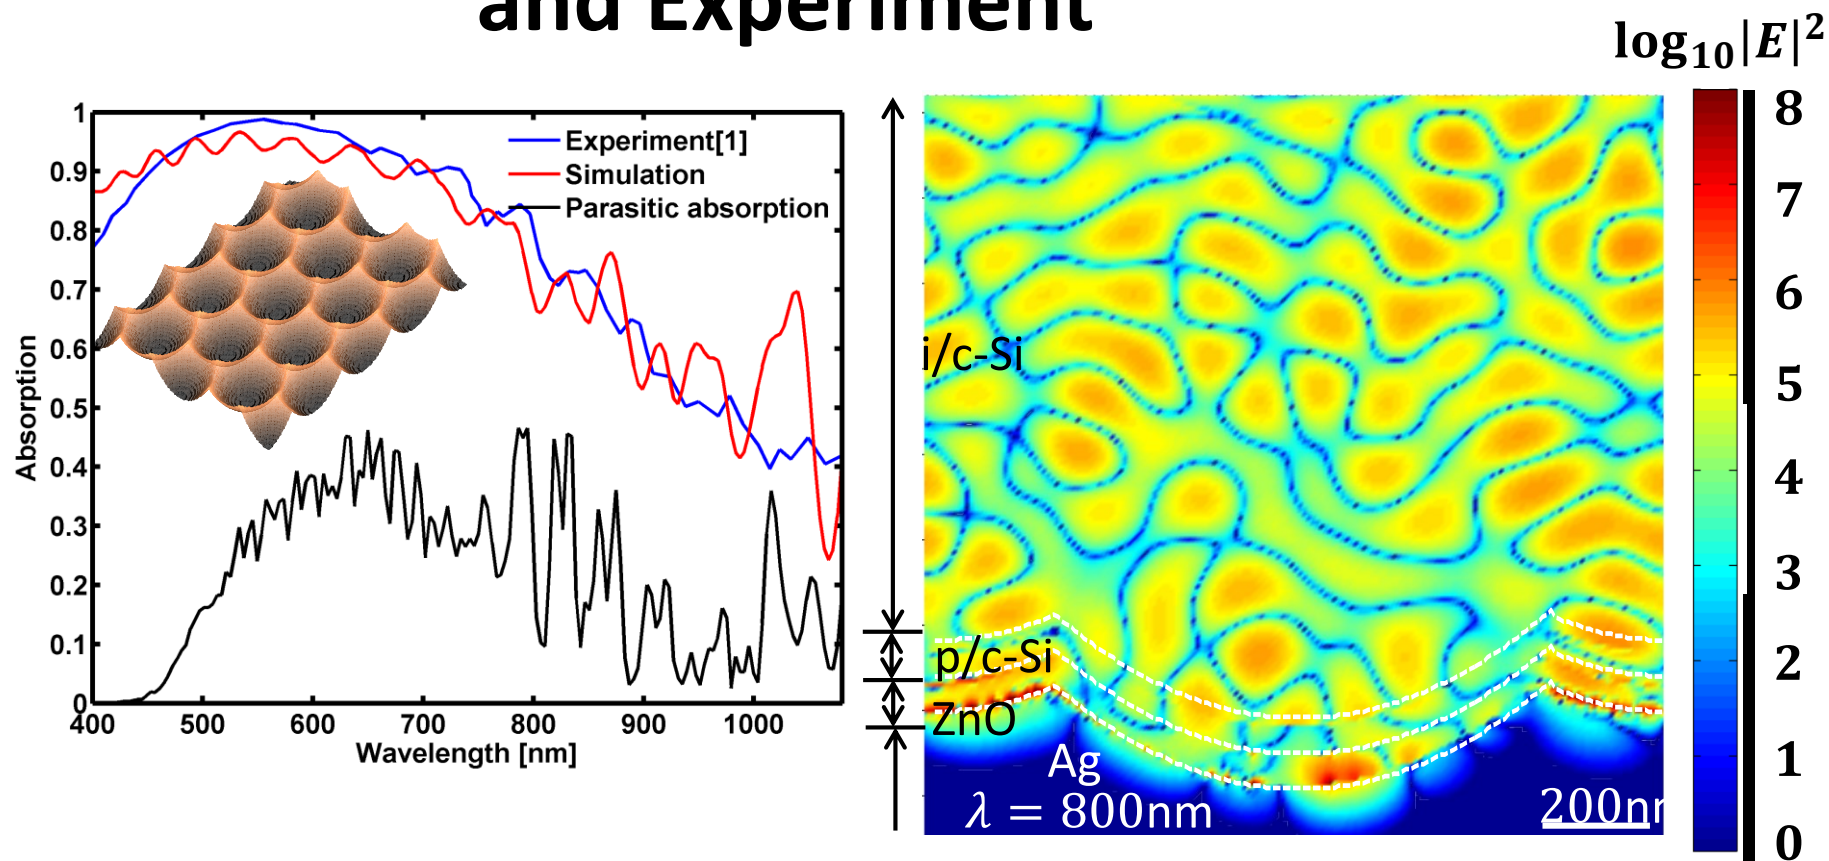 and Experiment
log₁₀|E|²
Experiment[1]
Simulation
Parasitic absorption
1
0.9
0.8
0.7
0.6
0.5
0.4
0.3
0.2
0.1
0
Absorption
400 500 600 700 800 900 1000
Wavelength [nm]
i/c-Si
p/c-Si
ZnO
Ag
λ = 800nm
200n
8
7
6
5
4
3
2
1
0